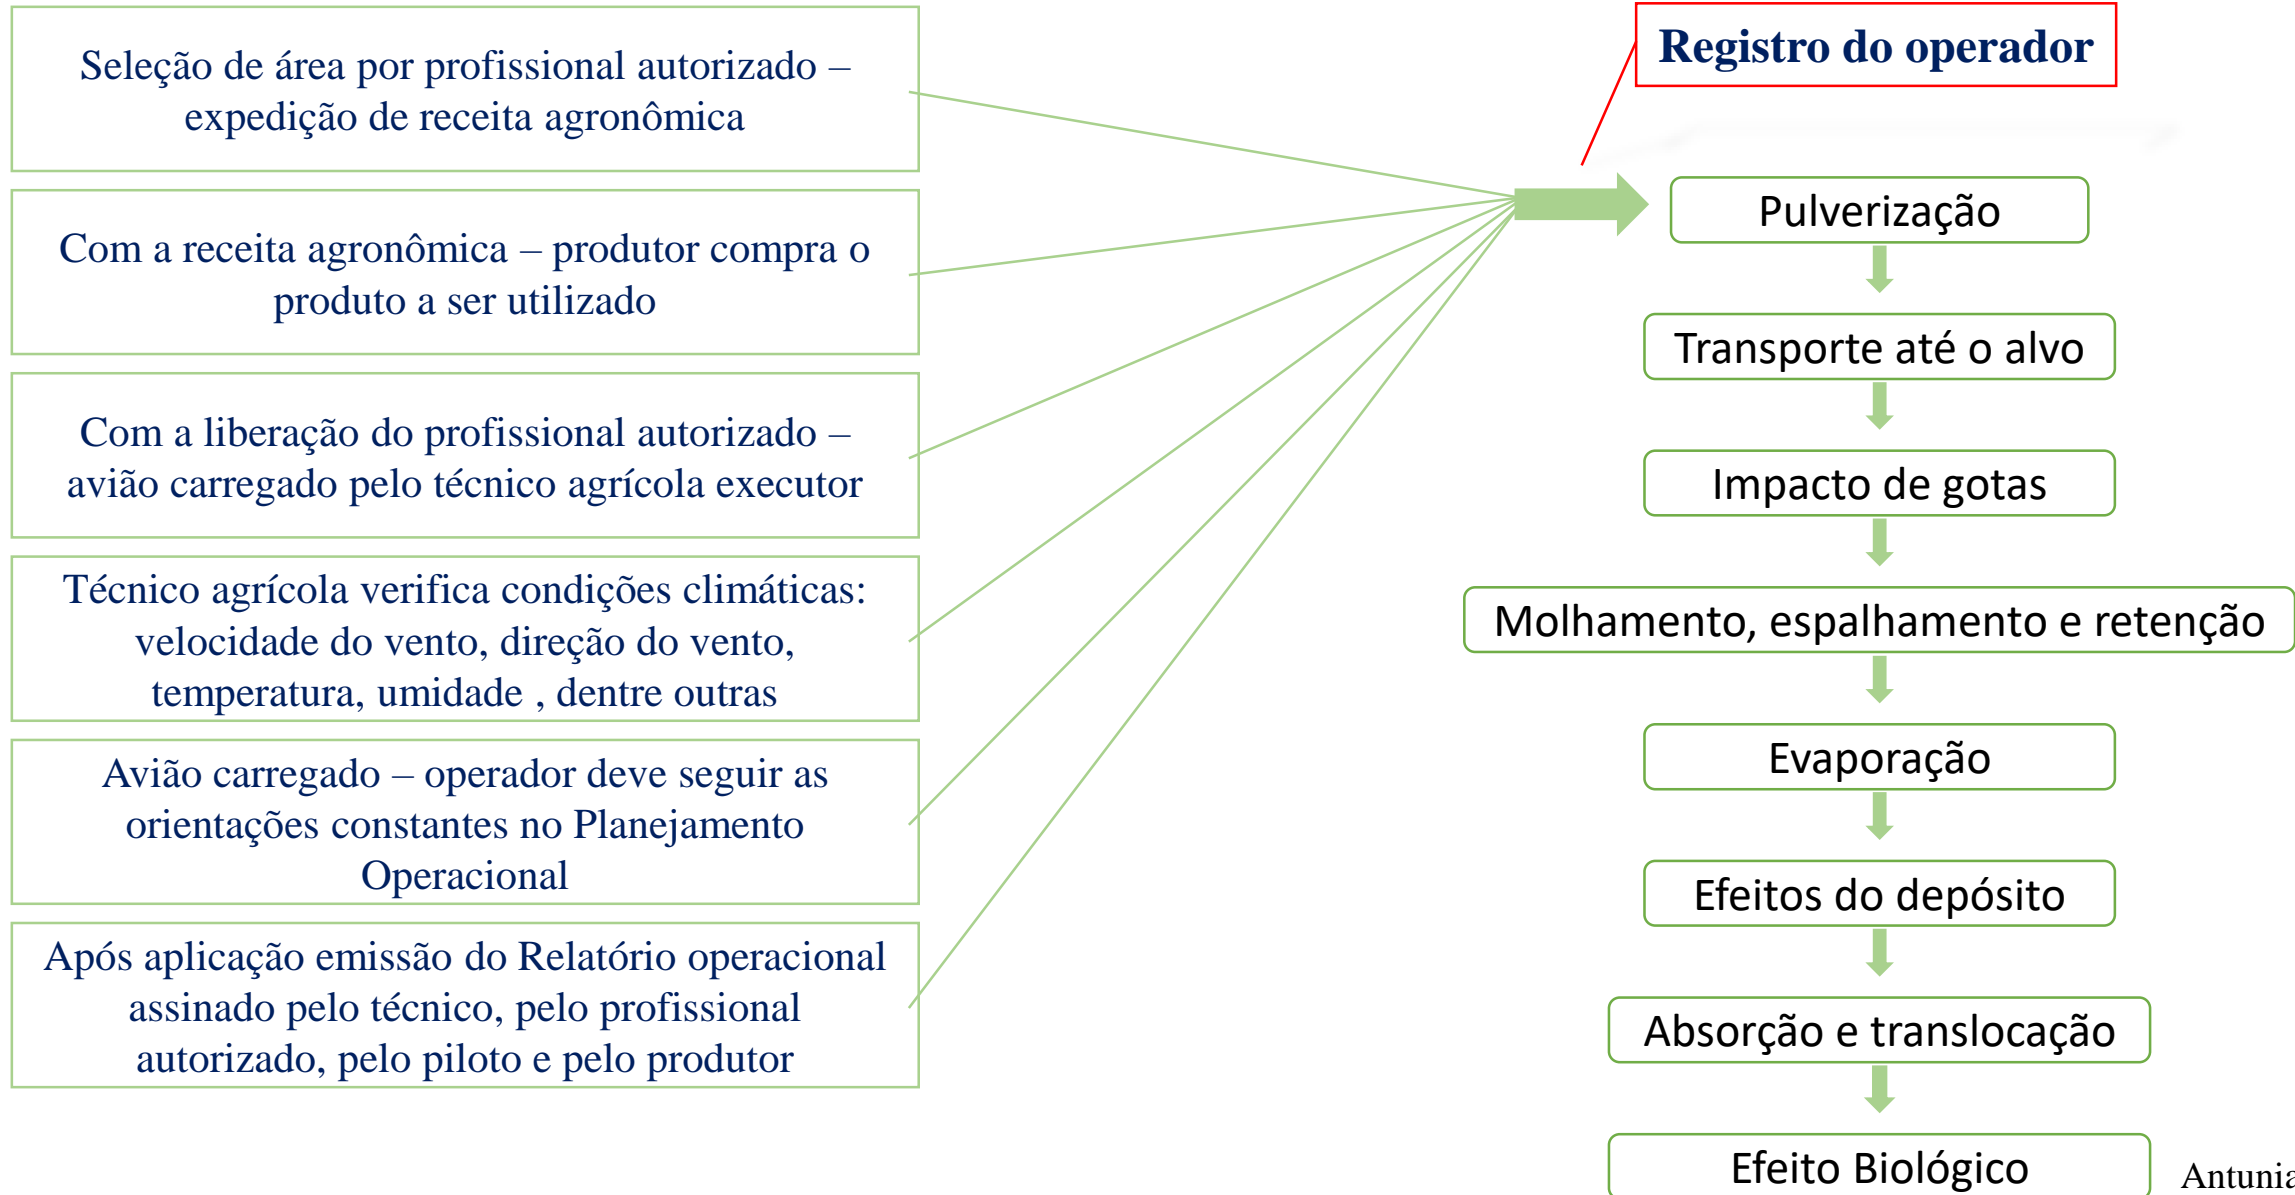 Seleção de área por profissional autorizado –
expedição de receita agronômica
Com a receita agronômica – produtor compra o
produto a ser utilizado
Com a liberação do profissional autorizado –
avião carregado pelo técnico agrícola executor
Técnico agrícola verifica condições climáticas:
velocidade do vento, direção do vento,
temperatura, umidade , dentre outras
Avião carregado – operador deve seguir as
orientações constantes no Planejamento
Operacional
Após aplicação emissão do Relatório operacional
assinado pelo técnico, pelo profissional
autorizado, pelo piloto e pelo produtor
Registro do operador
Pulverização
Transporte até o alvo
Impacto de gotas
Molhamento, espalhamento e retenção
Evaporação
Efeitos do depósito
Absorção e translocação
Efeito Biológico